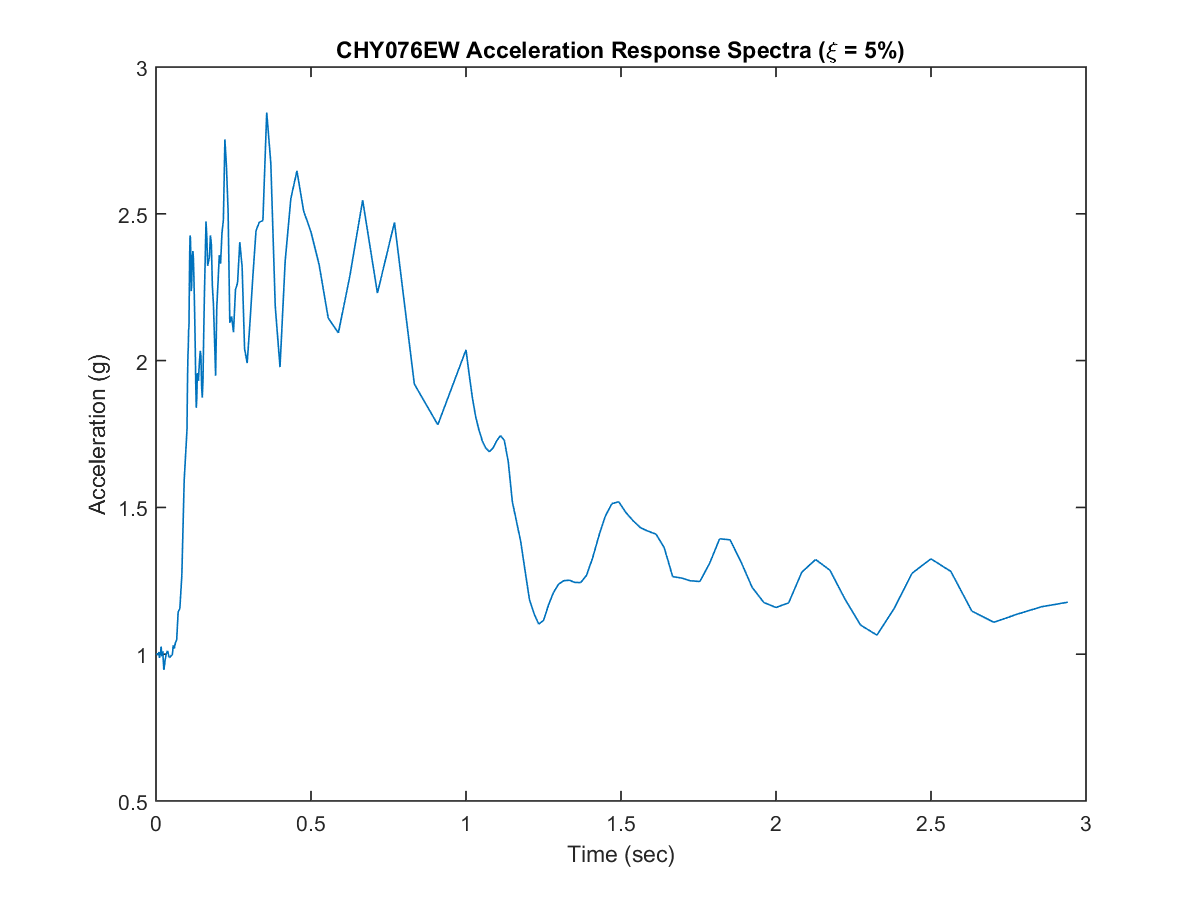 CHY076EW Acceleration Response Spectra (ξ = 5%)
3
2.5
2
1.5
1
0.5
Acceleration (g)
0 0.5 1 1.5 2 2.5 3
Time (sec)